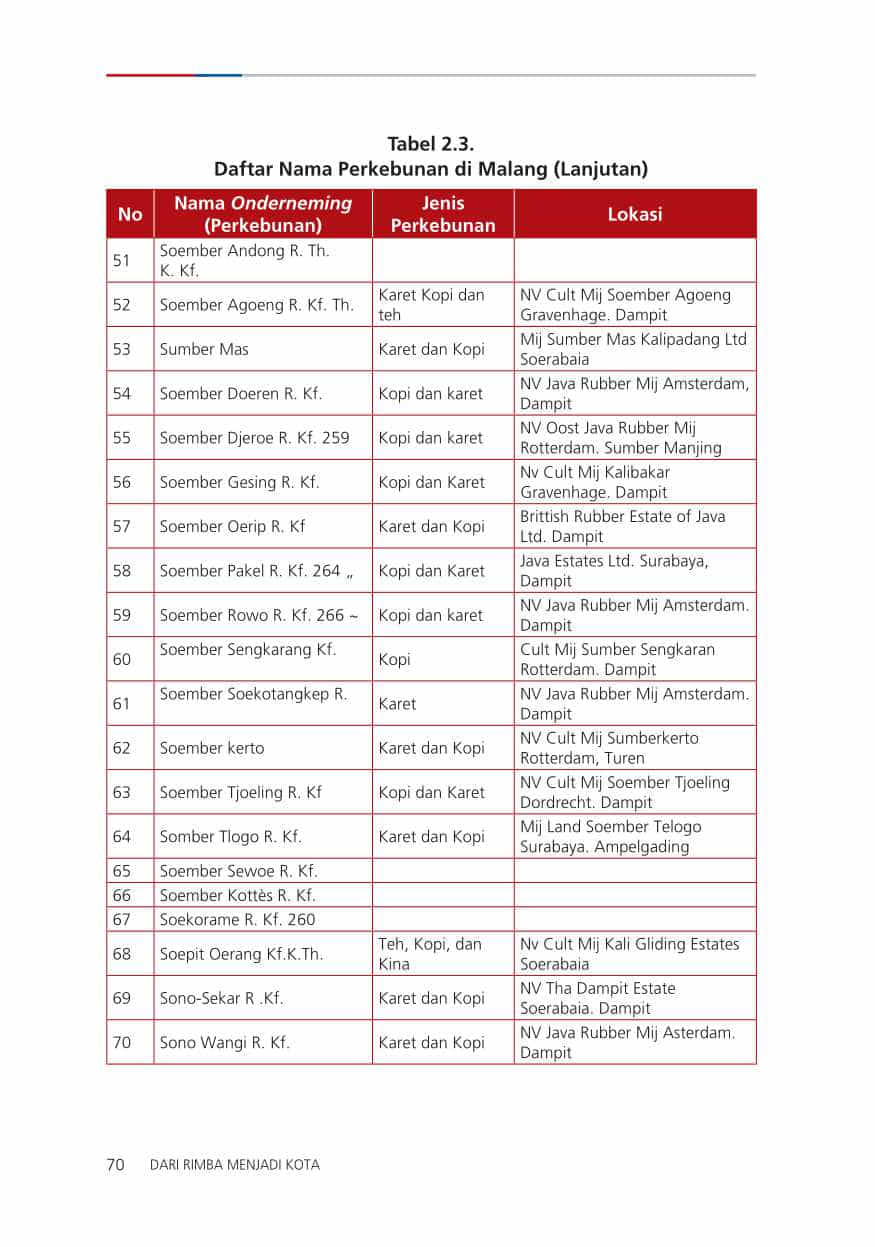 Tabel 2.3.
Daftar Nama Perkebunan di Malang (Lanjutan)
No
Nama Onderneming
(Perkebunan)
Jenis
Perkebunan
Lokasi
51
Soember Andong R. Th.
K. Kf.
52
Soember Agoeng R. Kf. Th.
Karet Kopi dan
teh
NV Cult Mij Soember Agoeng
Gravenhage. Dampit
53
Sumber Mas
Karet dan Kopi
Mij Sumber Mas Kalipadang Ltd
Soerabaia
54
Soember Doeren R. Kf.
Kopi dan karet
NV Java Rubber Mij Amsterdam,
Dampit
55
Soember Djeroe R. Kf. 259
Kopi dan karet
NV Oost Java Rubber Mij
Rotterdam. Sumber Manjing
56
Soember Gesing R. Kf.
Kopi dan Karet
Nv Cult Mij Kalibakar
Gravenhage. Dampit
57
Soember Oerip R. Kf
Karet dan Kopi
Brittish Rubber Estate of Java
Ltd. Dampit
58
Soember Pakel R. Kf. 264 „
Kopi dan Karet
Java Estates Ltd. Surabaya,
Dampit
59
Soember Rowo R. Kf. 266 ~
Kopi dan karet
NV Java Rubber Mij Amsterdam.
Dampit
60
Soember Sengkarang Kf.
Kopi
Cult Mij Sumber Sengkaran
Rotterdam. Dampit
61
Soember Soekotangkep R.
Karet
NV Java Rubber Mij Amsterdam.
Dampit
62
Soember kerto
Karet dan Kopi
NV Cult Mij Sumberkerto
Rotterdam, Turen
63
Soember Tjoeling R. Kf
Kopi dan Karet
NV Cult Mij Soember Tjoeling
Dordrecht. Dampit
64
Somber Tlogo R. Kf.
Karet dan Kopi
Mij Land Soember Telogo
Surabaya. Ampelgading
65
Soember Sewoe R. Kf.
66
Soember Kottès R. Kf.
67
Soekorame R. Kf. 260
68
Soepit Oerang Kf.K.Th.
Teh, Kopi, dan
Kina
Nv Cult Mij Kali Gliding Estates
Soerabaia
69
Sono-Sekar R .Kf.
Karet dan Kopi
NV Tha Dampit Estate
Soerabaia. Dampit
70
Sono Wangi R. Kf.
Karet dan Kopi
NV Java Rubber Mij Asterdam.
Dampit
70 DARI RIMBA MENJADI KOTA